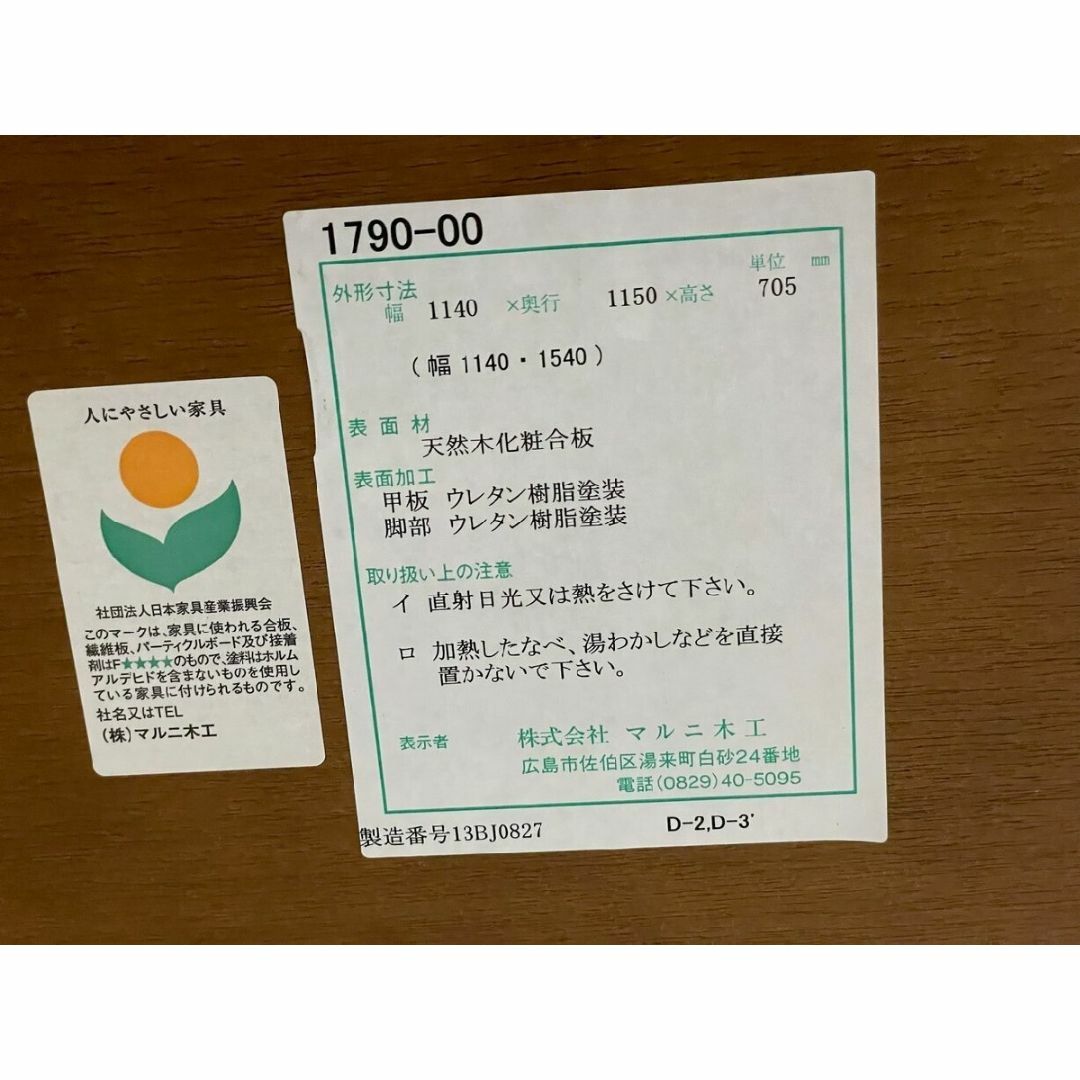 人にやさしい家具
社団法人日本家具産業振興会
このマークは、家具に使われる合板、
繊維板、パーティクルボード及び接着
剤はF★★★★のもので、塗料はホルム
アルデヒドを含まないものを使用し
ている家具に付けられるものです。
社名又はTEL
(株)マルニ木工
1790-00
単位 mm
外形寸法
幅 1140 ×奥行 1150 ×高さ 705
(幅1140・1540)
表面材
天然木化粧合板
表面加工
甲板 ウレタン樹脂塗装
脚部 ウレタン樹脂塗装
取り扱い上の注意
イ 直射日光又は熱をさけて下さい。
ロ 加熱したなべ、湯わかしなどを直接
置かないで下さい。
表示者 株式会社 マルニ木工
広島市佐伯区湯来町白砂24番地
電話(0829)40-5095
製造番号13BJ0827 D-2,D-3'